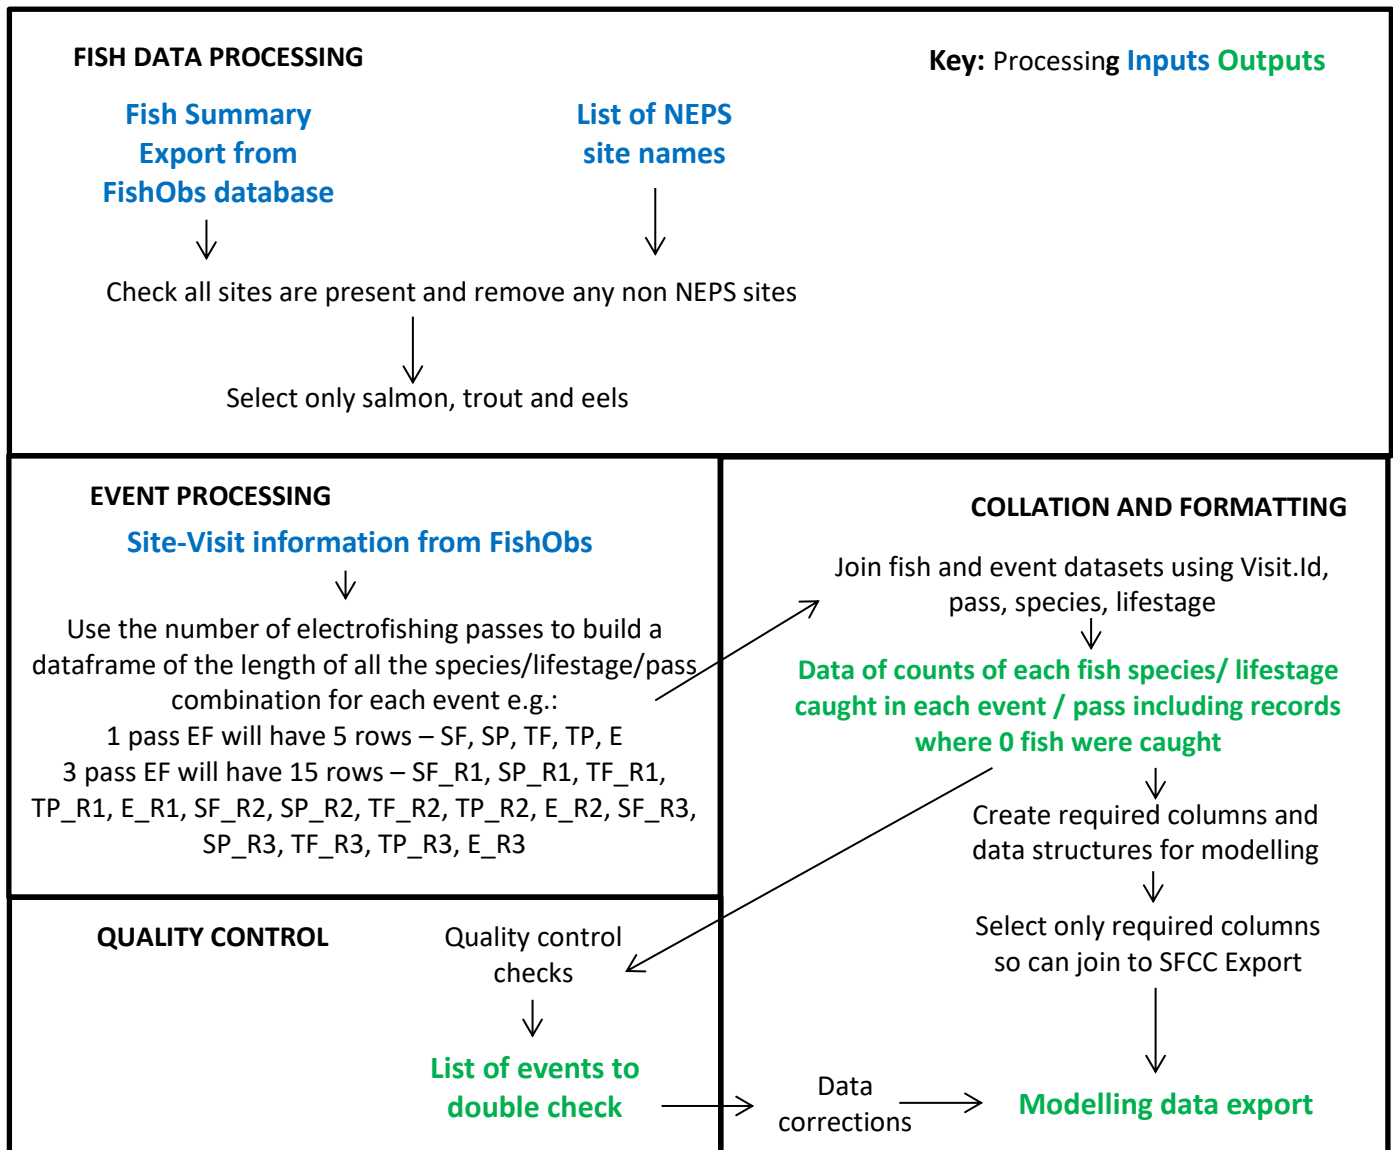 FISH DATA PROCESSING
Key: Processing Inputs Outputs
Fish Summary
Export from
FishObs database
List of NEPS
site names
Check all sites are present and remove any non NEPS sites
Select only salmon, trout and eels
EVENT PROCESSING
Site-Visit information from FishObs
Use the number of electrofishing passes to build a
dataframe of the length of all the species/lifestage/pass
combination for each event e.g.:
1 pass EF will have 5 rows – SF, SP, TF, TP, E
3 pass EF will have 15 rows – SF_R1, SP_R1, TF_R1,
TP_R1, E_R1, SF_R2, SP_R2, TF_R2, TP_R2, E_R2, SF_R3,
SP_R3, TF_R3, TP_R3, E_R3
COLLATION AND FORMATTING
Join fish and event datasets using Visit.Id,
pass, species, lifestage
Data of counts of each fish species/ lifestage
caught in each event / pass including records
where 0 fish were caught
Create required columns and
data structures for modelling
Select only required columns
so can join to SFCC Export
QUALITY CONTROL
Quality control
checks
List of events to
double check
Data
corrections
Modelling data export